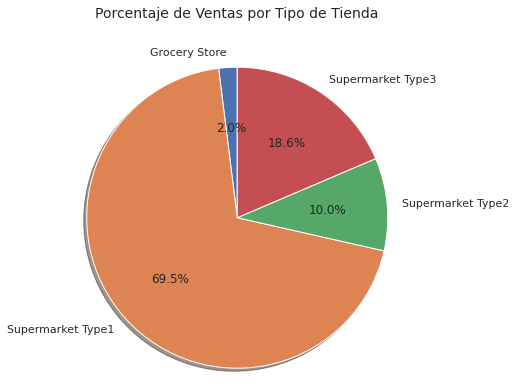 Porcentaje de Ventas por Tipo de Tienda
Grocery Store
Supermarket Type3
2.0%
18.6%
Supermarket Type2
10.0%
69.5%
Supermarket Type1